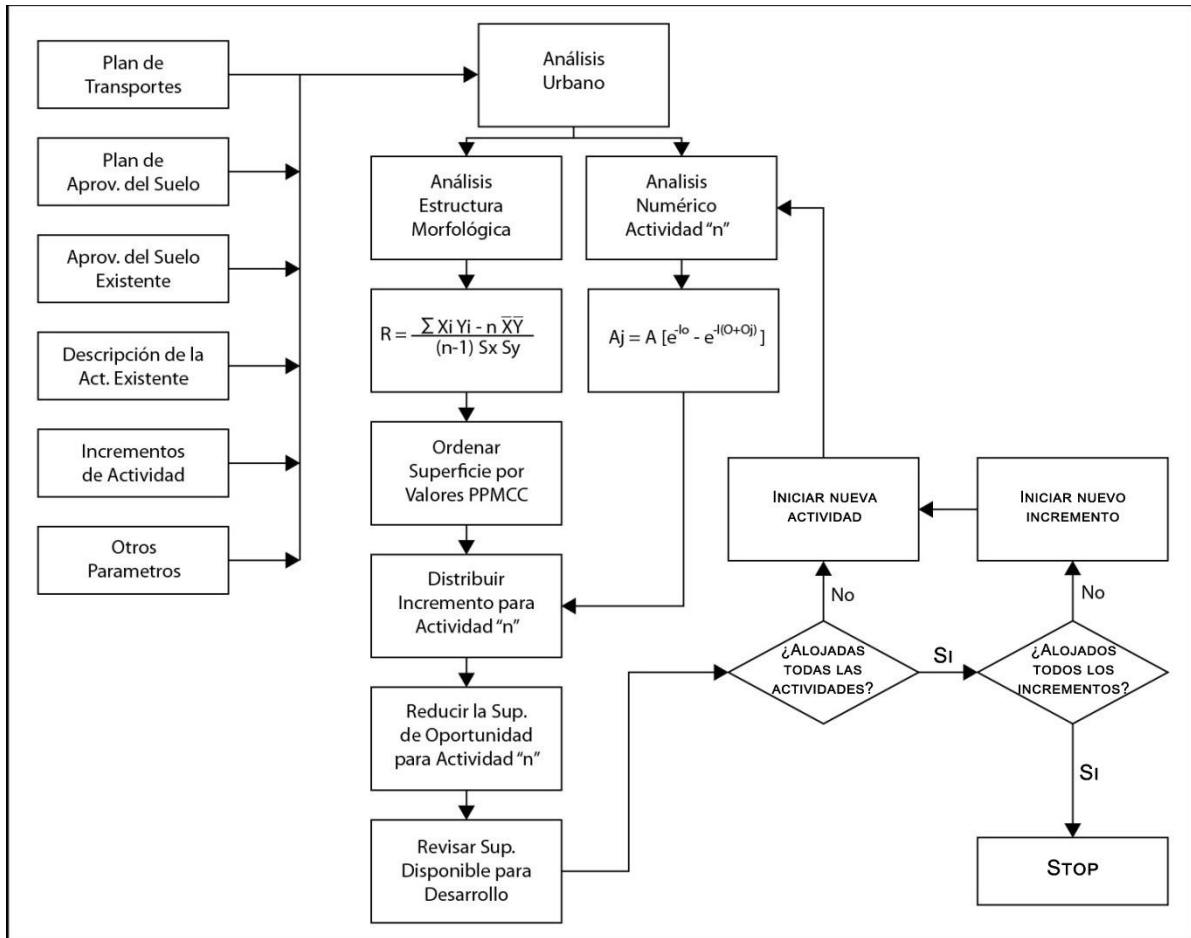 Plan de
Transportes
Plan de
Aprov. del Suelo
Aprov. del Suelo
Existente
Descripción de la
Act. Existente
Incrementos
de Actividad
Otros
Parametros
Análisis
Urbano
Análisis
Estructura
Morfológica
Analisis
Numérico
Actividad “n”
R = ∑ Xi Yi - n X̅Y̅ / (n-1) Sx Sy
Aj = A [e^-lo - e^-l(O+Oj) ]
Ordenar
Superficie por
Valores PPMCC
Distribuir
Incremento para
Actividad “n”
Reducir la Sup.
de Oportunidad
para Actividad “n”
Revisar Sup.
Disponible para
Desarrollo
INICIAR NUEVA
ACTIVIDAD
INICIAR NUEVO
INCREMENTO
No
No
¿ALOJADAS
TODAS LAS
ACTIVIDADES?
SI
¿ALOJADOS
TODOS LOS
INCREMENTOS?
SI
STOP